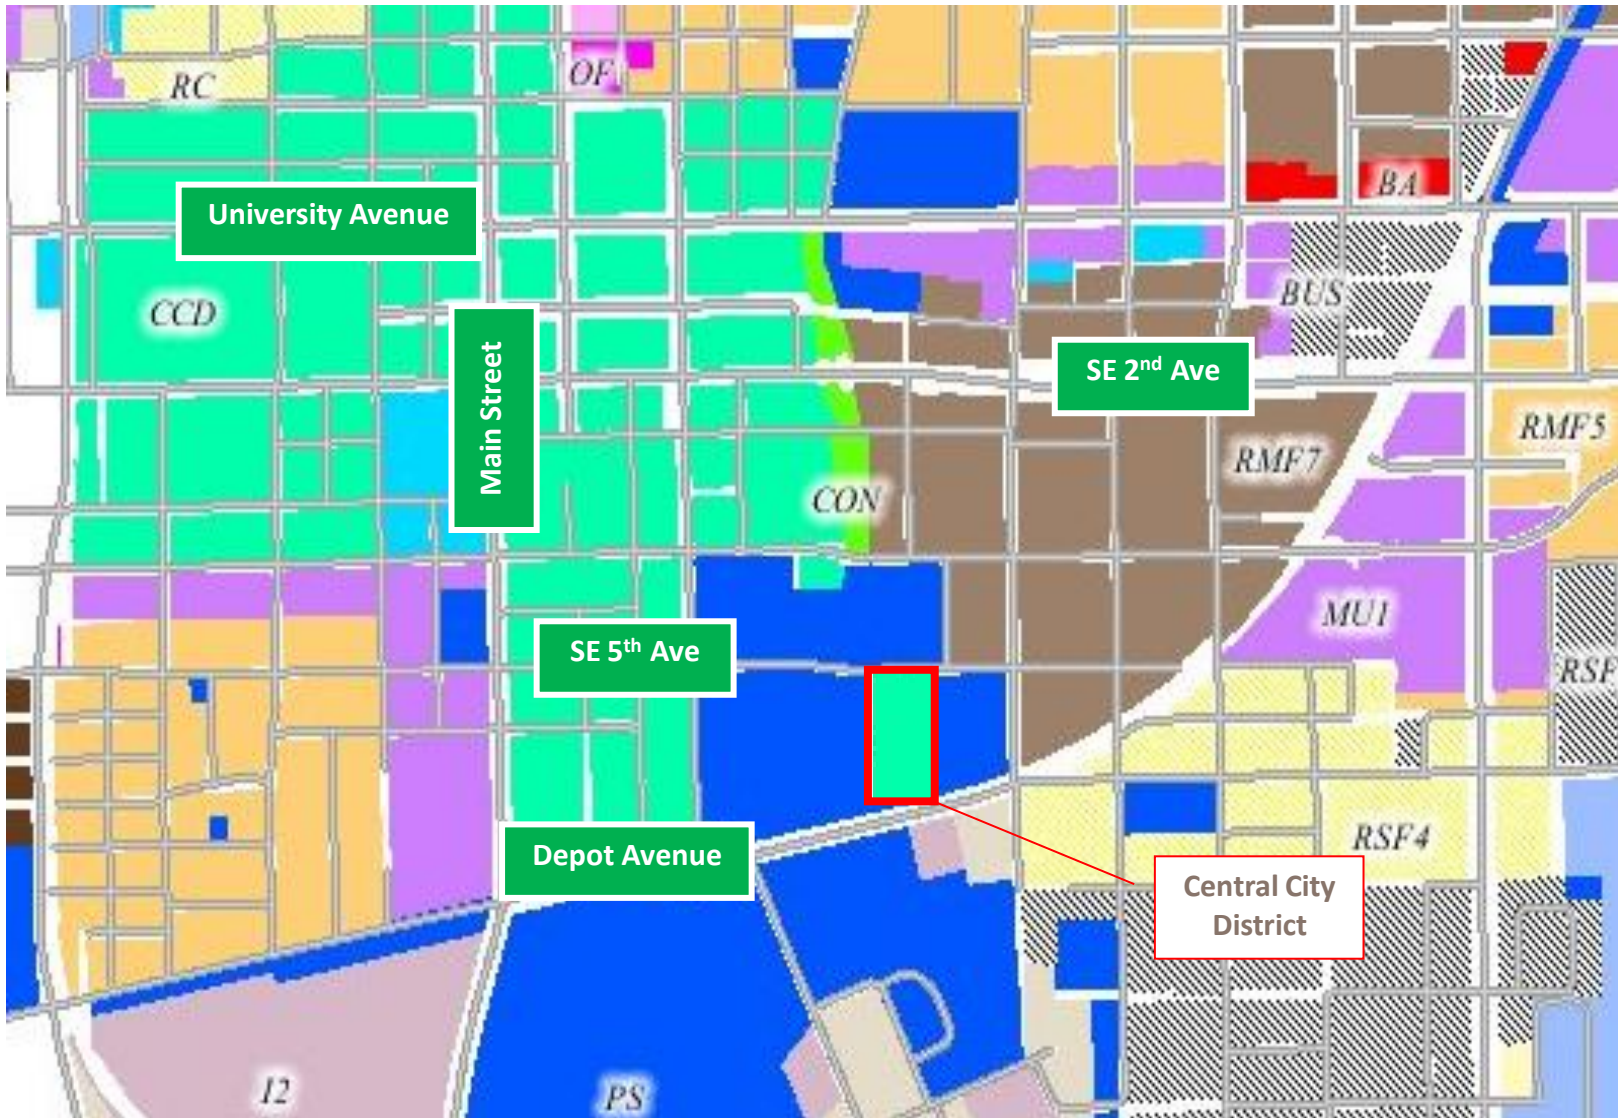 RC
OF
BA
University Avenue
CCD
BUS
Main Street
SE 2nd Ave
RMF5
RMF7
CON
MU1
SE 5th Ave
RSF
Depot Avenue
RSF4
Central City
District
I2
PS